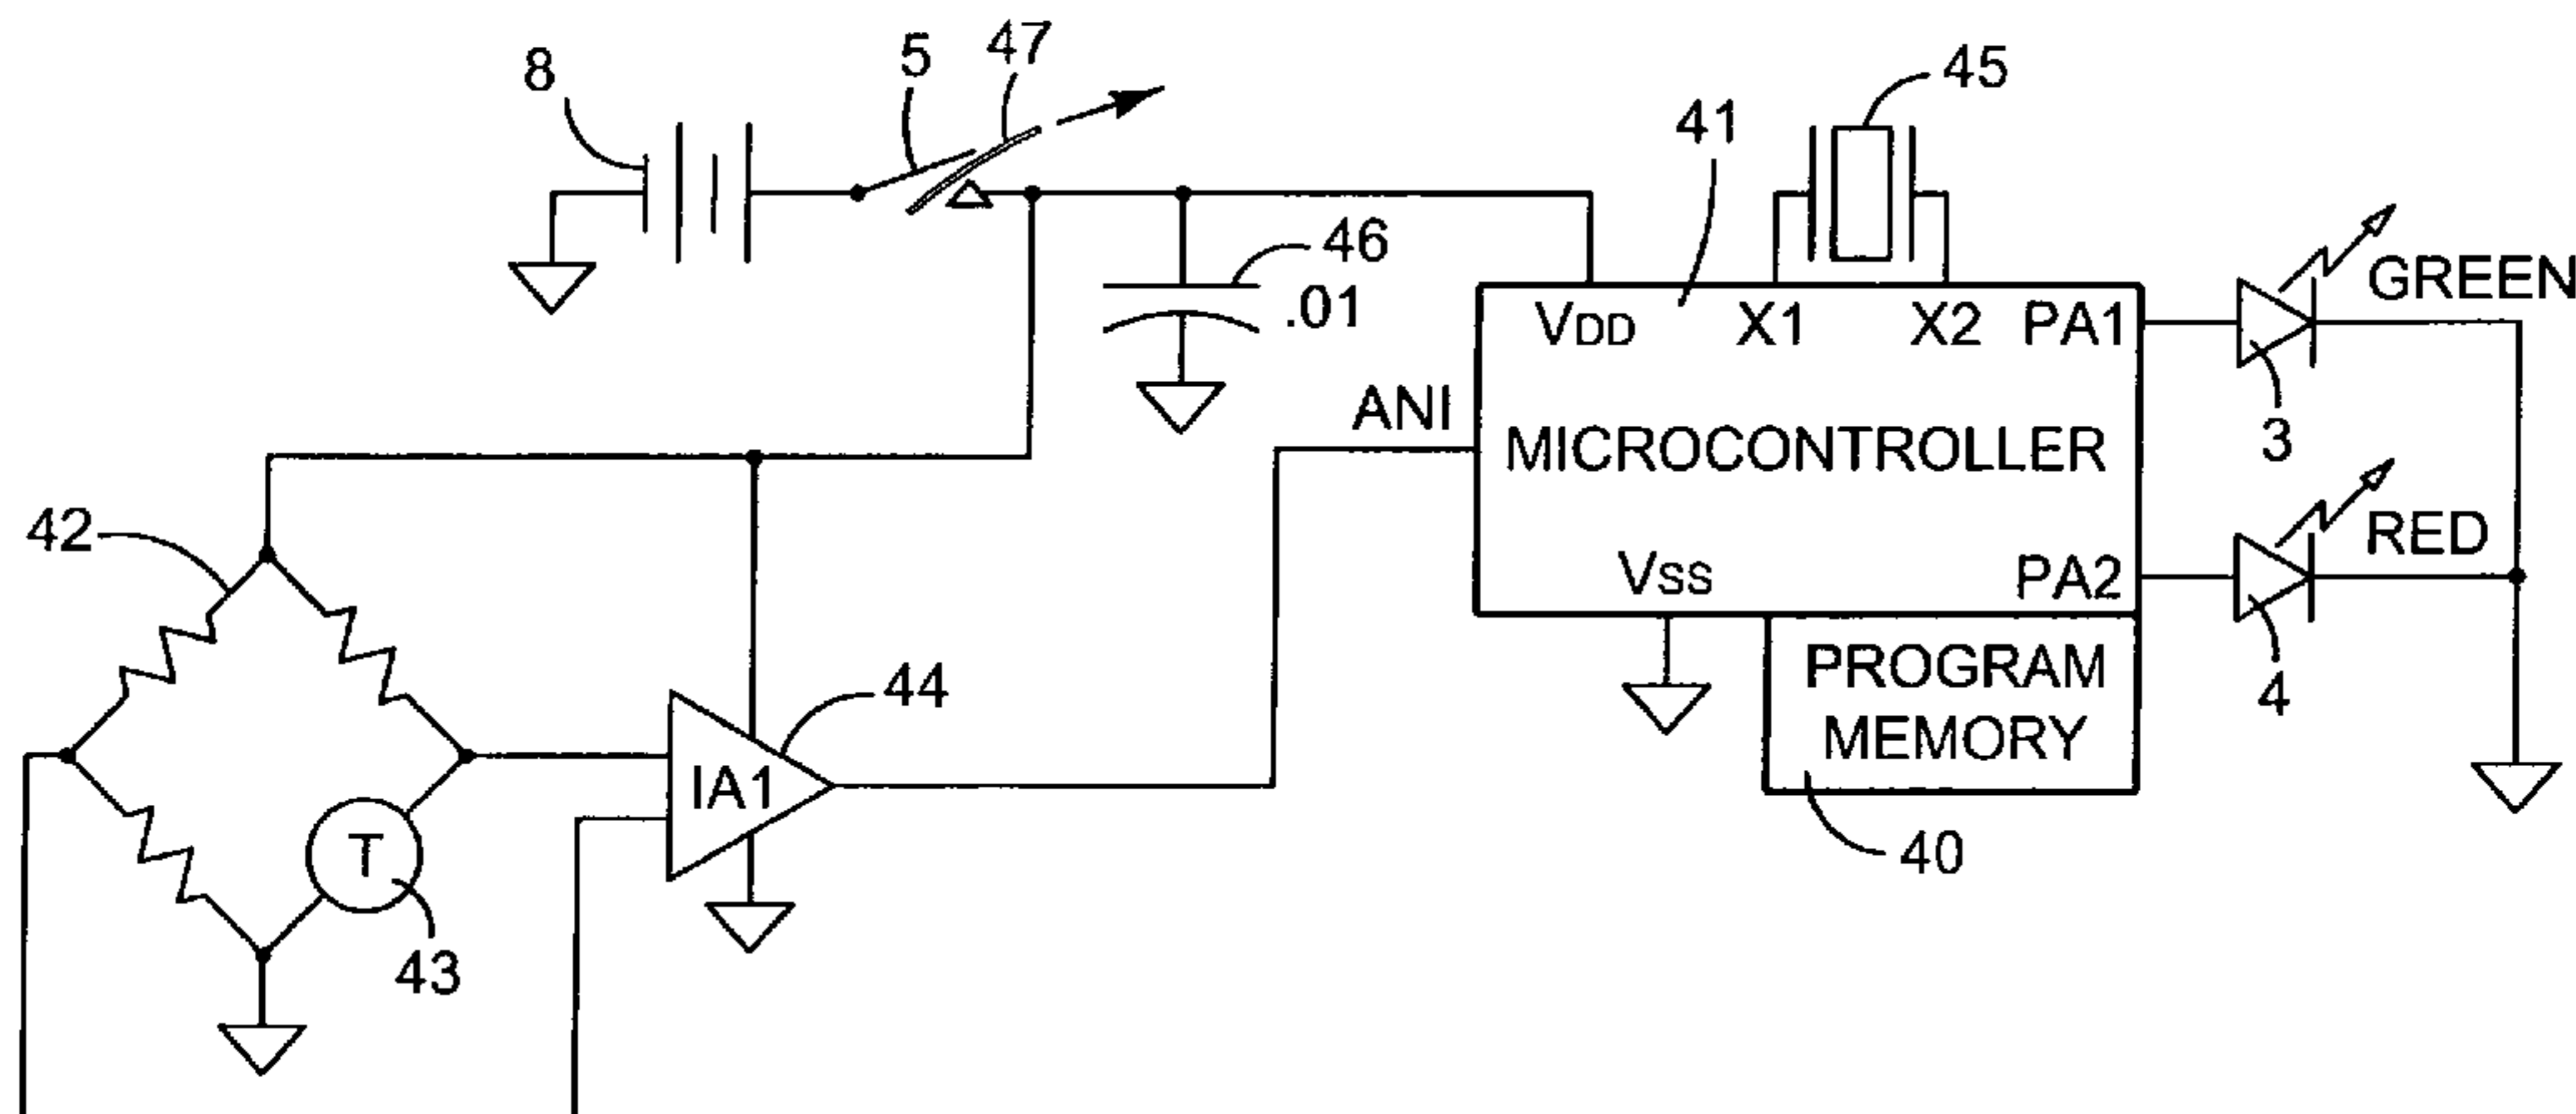 8
5
47
45
41
46
.01
GREEN
VDD
X1
X2
PA1
ANI
MICROCONTROLLER
3
42
RED
VSS
PA2
4
PROGRAM
MEMORY
44
IA1
T
40
43